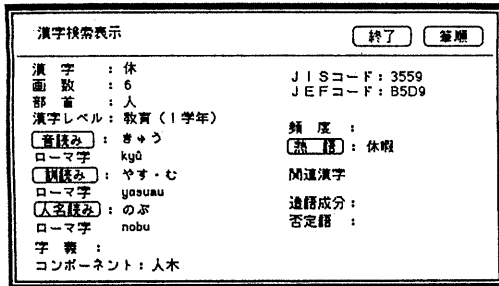 漢字検索表示
終了 筆順
漢 字 : 休
画 数 : 6
部 首 : 人
漢字レベル : 教育(1学年)
音読み : きゅう
ローマ字 kyû
訓読み : やす・む
ローマ字 yasumu
人名読み : のぶ
ローマ字 nobu
字 義 :
コンポーネント : 人木
JISコード : 3559
JEFコード : B5D9
頻 度 :
熟 語 : 休暇
関連漢字
造語成分 :
否定語 :